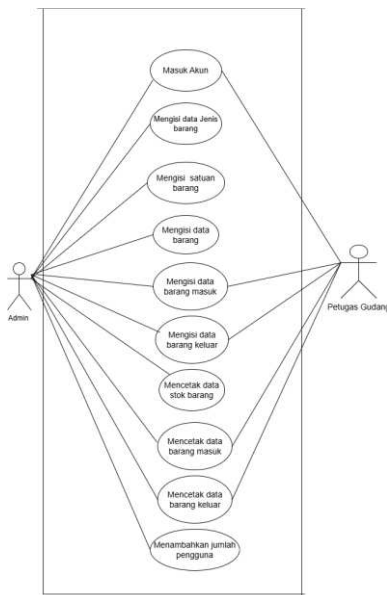 Masuk Akun
Mengisi data Jenis
barang
Mengisi satuan
barang
Mengisi data
barang
Mengisi data
barang masuk
Mengisi data
barang keluar
Mencetak data
stok barang
Mencetak data
barang masuk
Mencetak data
barang keluar
Menambahkan jumlah
pengguna
Admin
Petugas Gudang